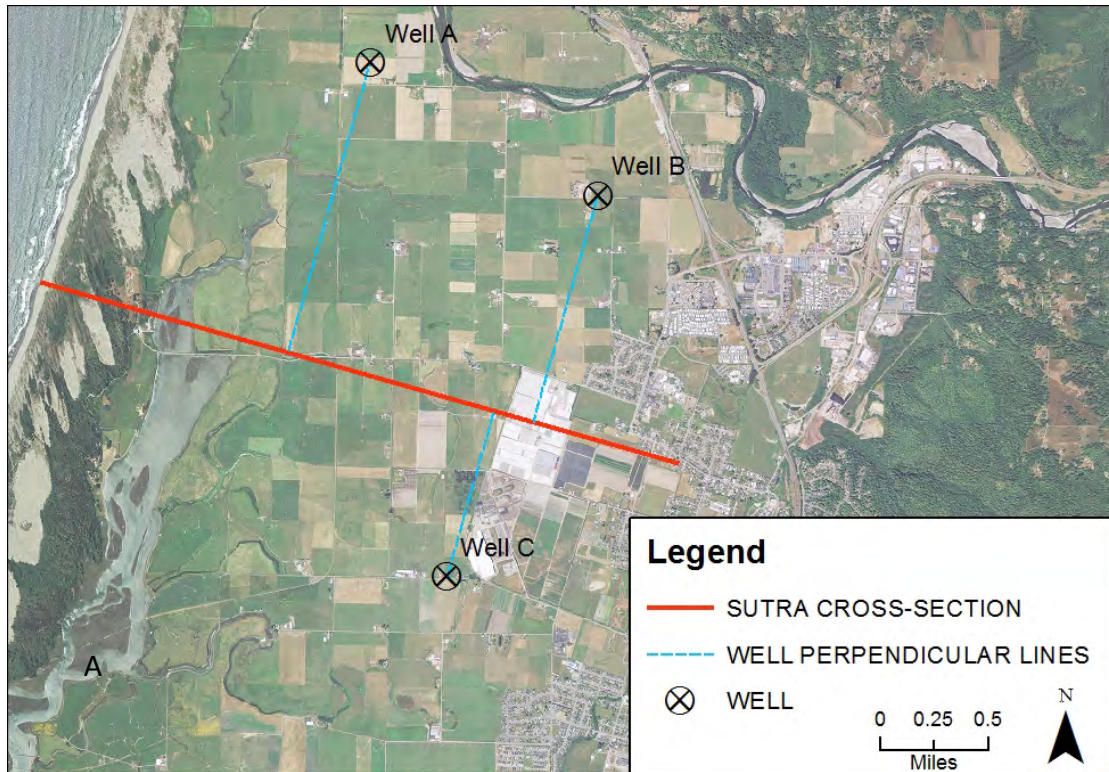 Well A
Well B
Well C
A
Legend
SUTRA CROSS-SECTION
WELL PERPENDICULAR LINES
WELL
0 0.25 0.5
Miles
N